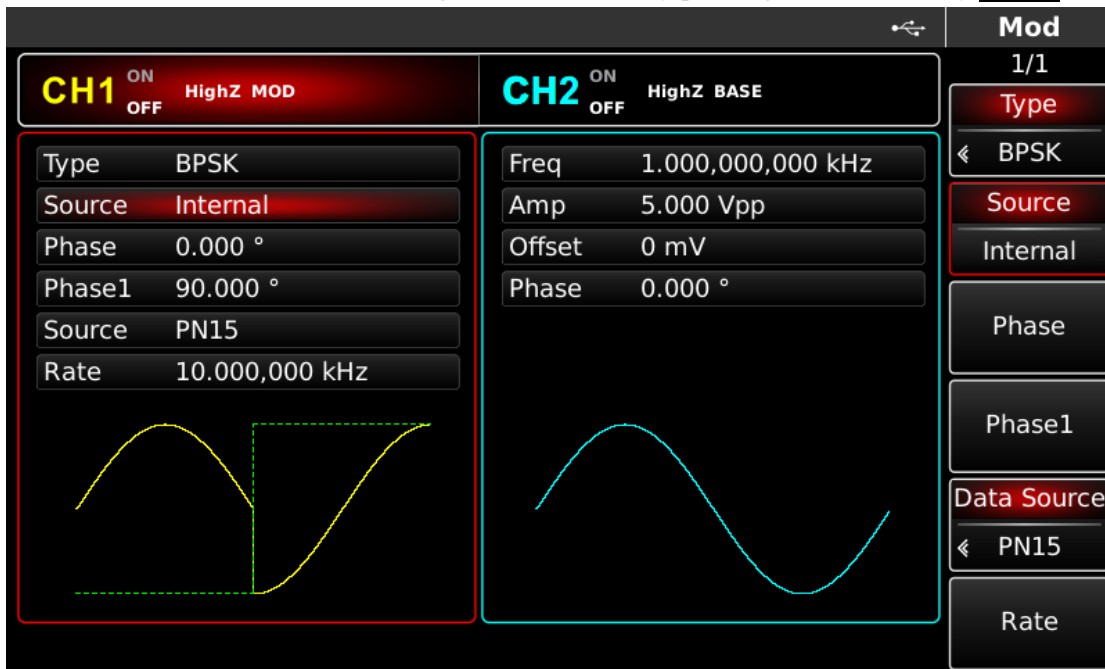 Mod
1/1
CH1 ON OFF HighZ MOD
CH2 ON OFF HighZ BASE
Type BPSK
Source Internal
Phase 0.000 °
Phase1 90.000 °
Source PN15
Rate 10.000,000 kHz
Freq 1.000,000,000 kHz
Amp 5.000 Vpp
Offset 0 mV
Phase 0.000 °
Type
« BPSK
Source
Internal
Phase
Phase1
Data Source
« PN15
Rate